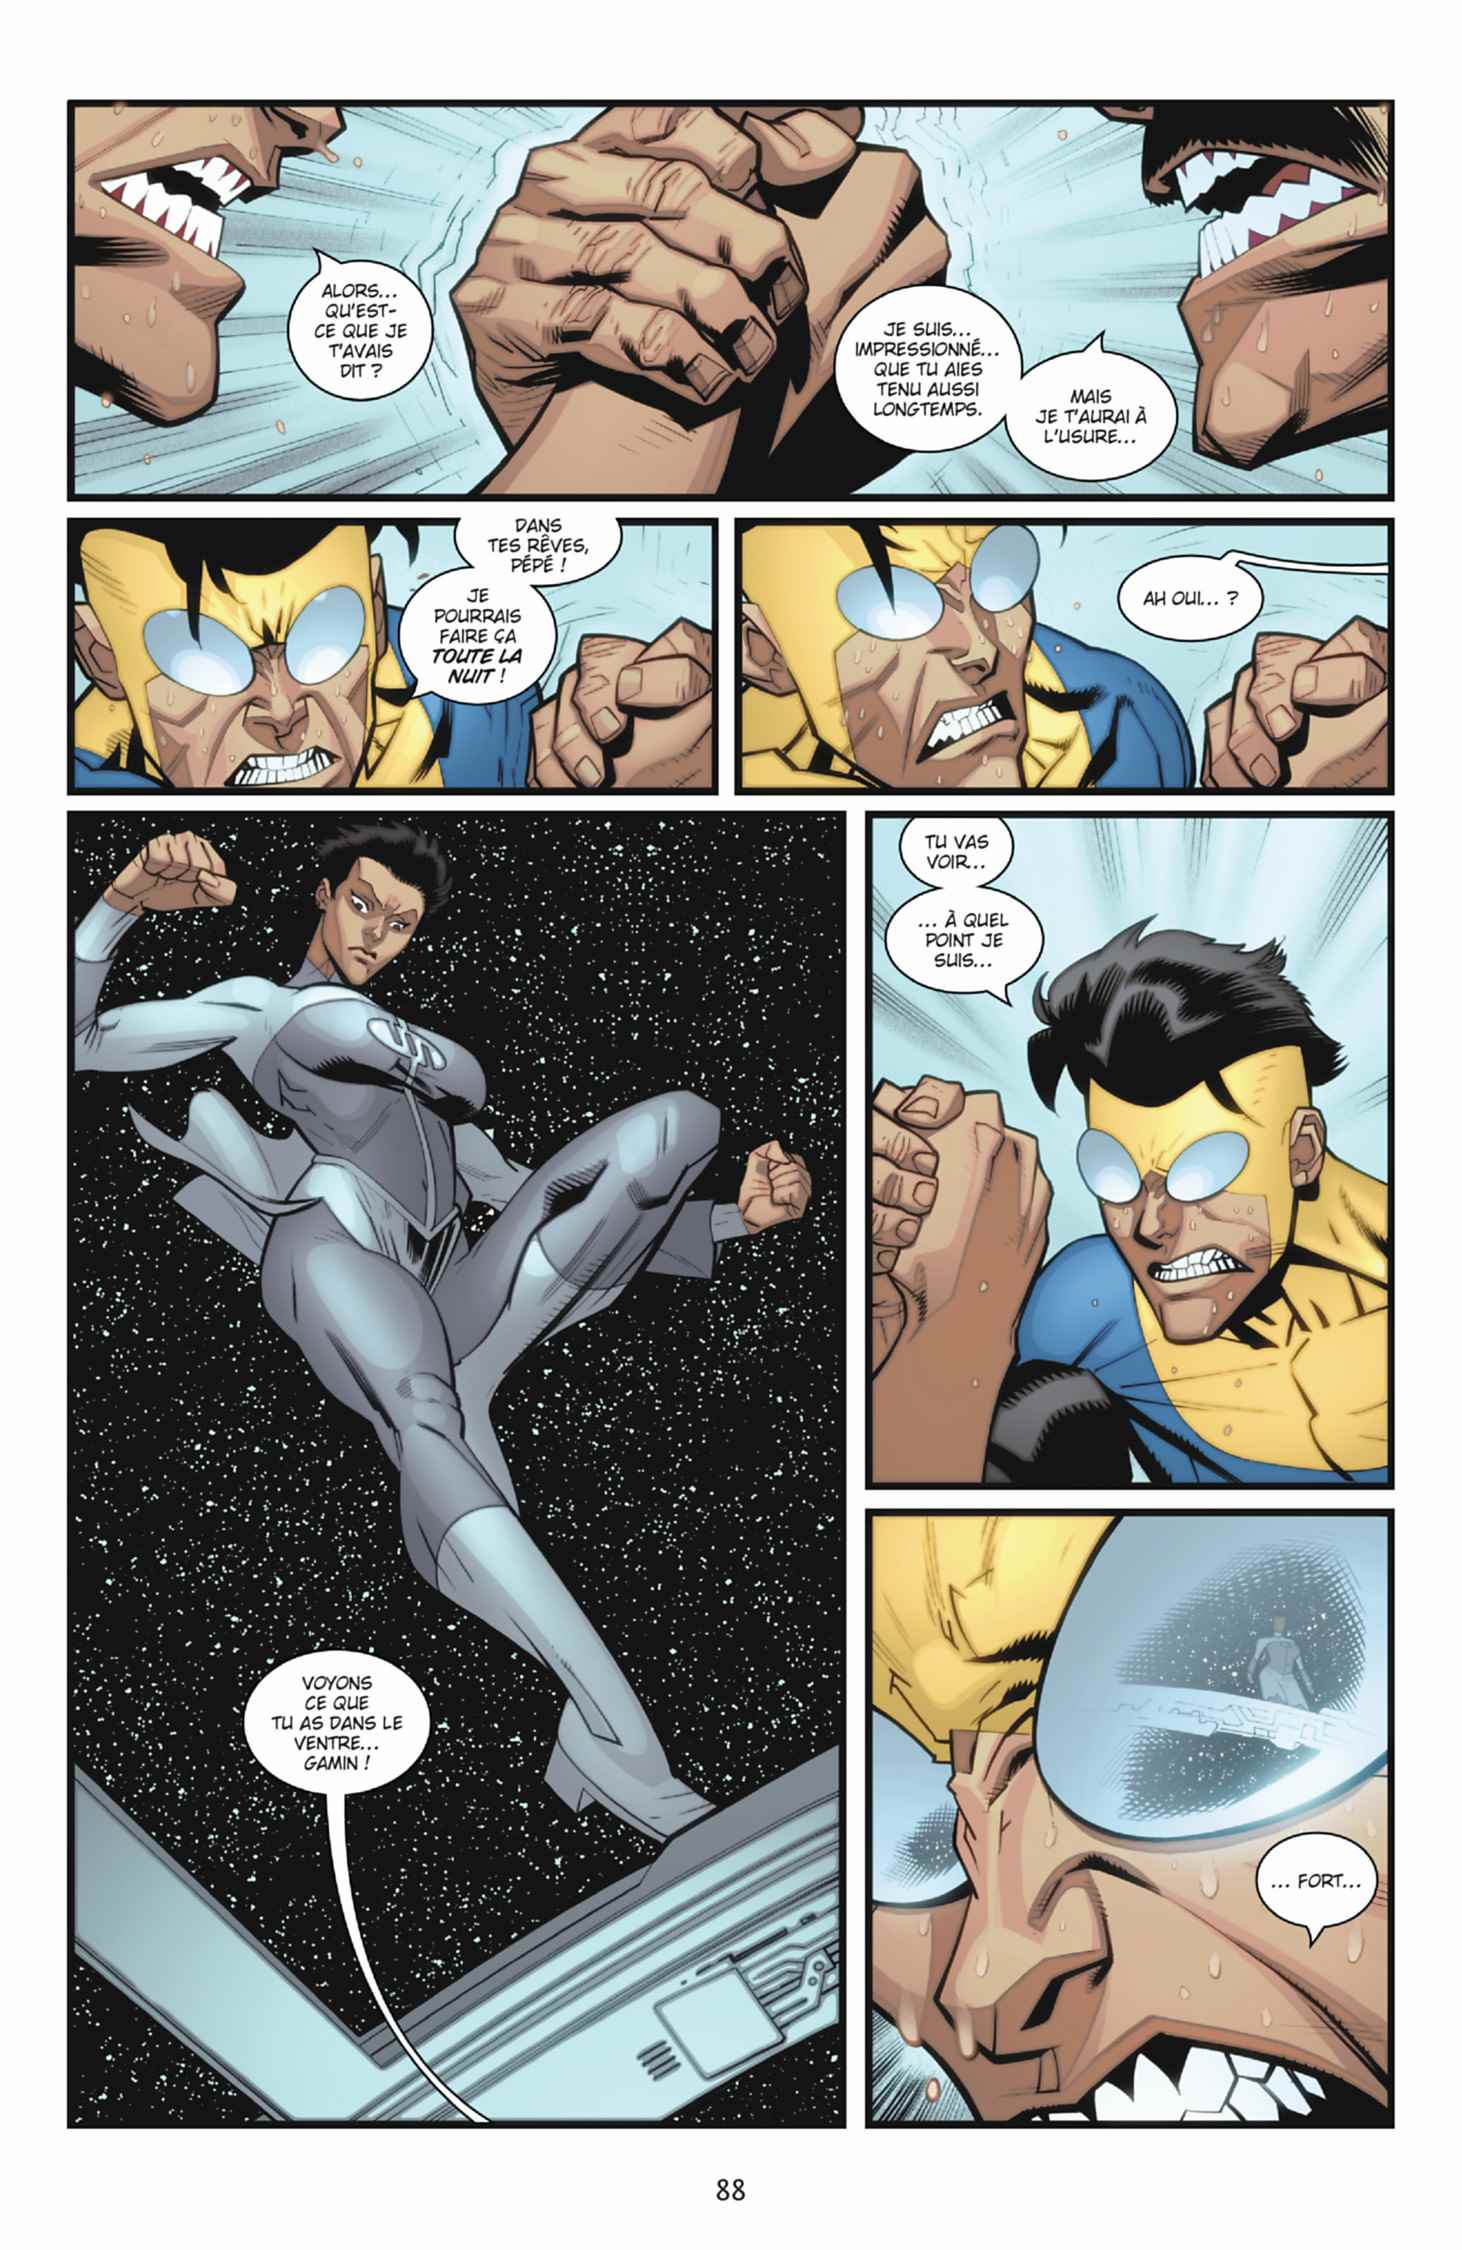 ALORS...
QU'EST-
CE QUE JE
T'AVAIS
DIT ?
JE SUIS...
IMPRESSIONNÉ...
QUE TU AIES
TENU AUSSI
LONGTEMPS.
MAIS
JE T'AURAI À
L'USURE...
DANS
TES RÊVES,
PÉPÉ !
JE
POURRAIS
FAIRE ÇA
TOUTE LA
NUIT !
AH OUI... ?
VOYONS
CE QUE
TU AS DANS LE
VENTRE...
GAMIN !
TU VAS
VOIR...
... À QUEL
POINT JE
SUIS...
... FORT...
88